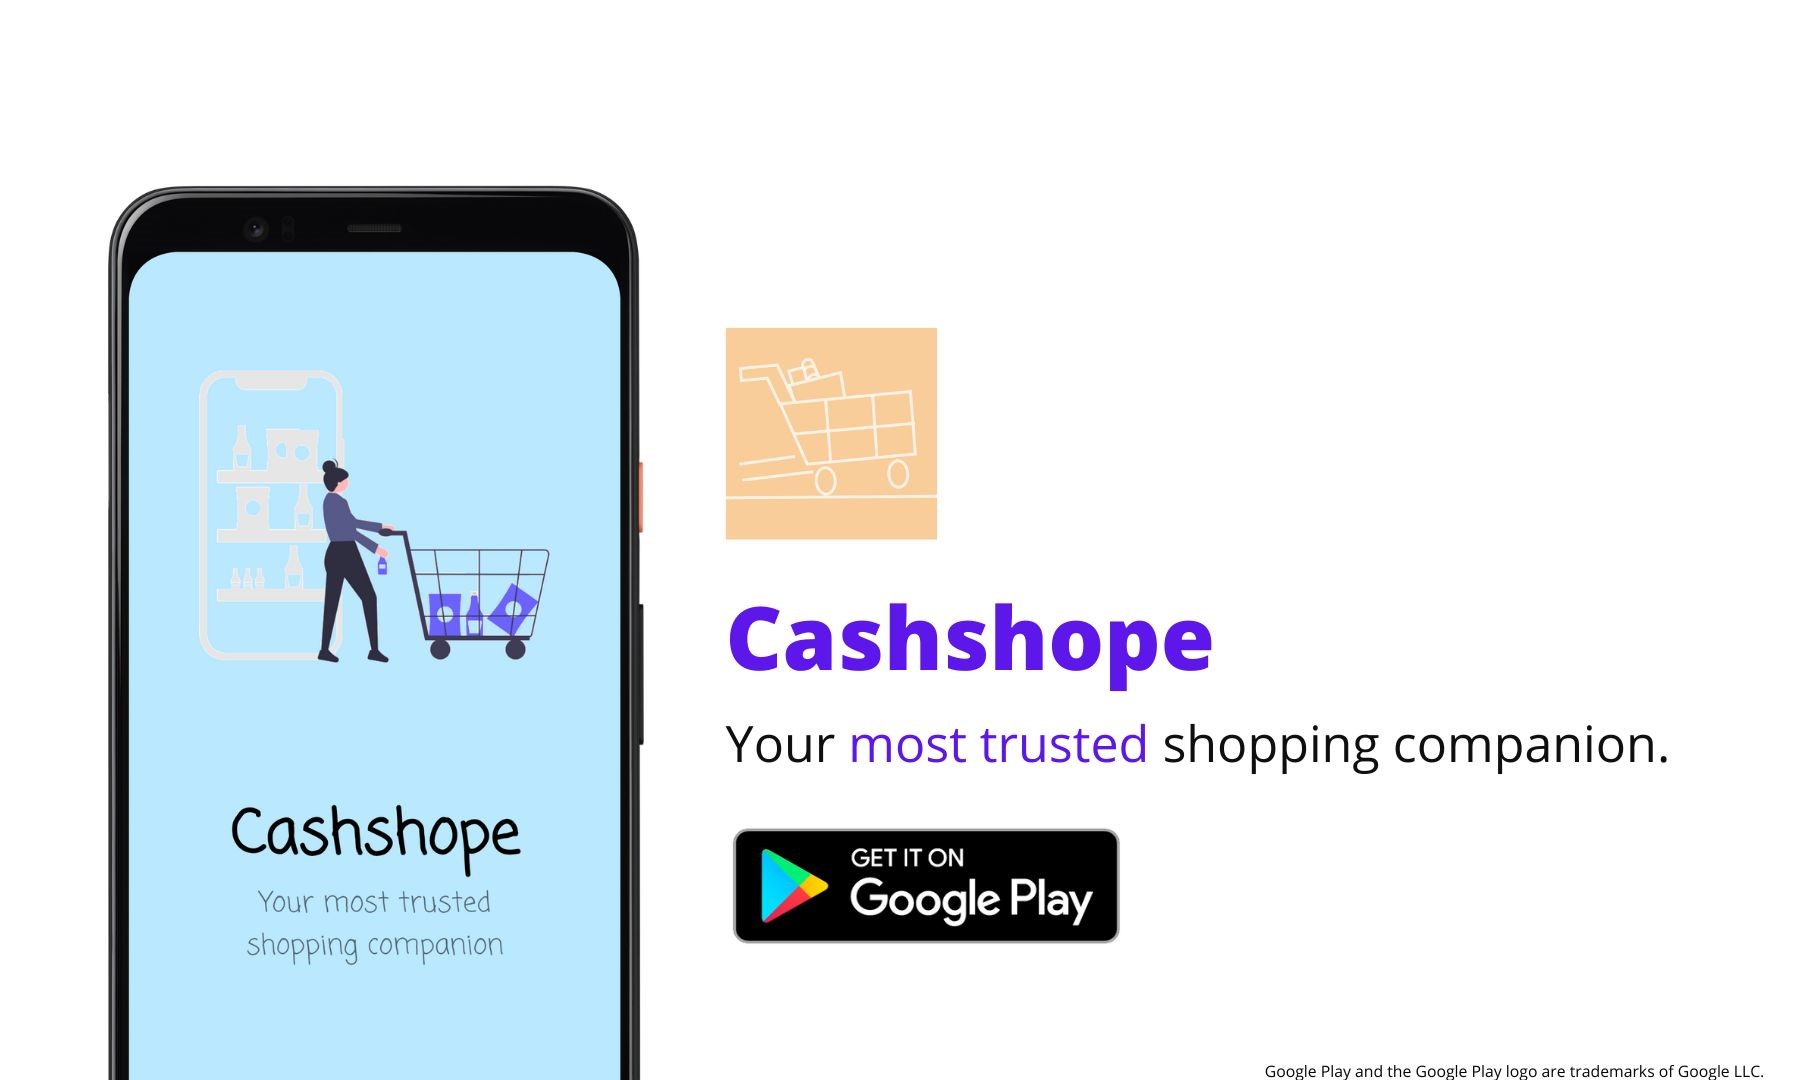 Cashshope
Your most trusted
shopping companion
Cashshope
Your most trusted shopping companion.
GET IT ON
Google Play
Google Play and the Google Play logo are trademarks of Google LLC.